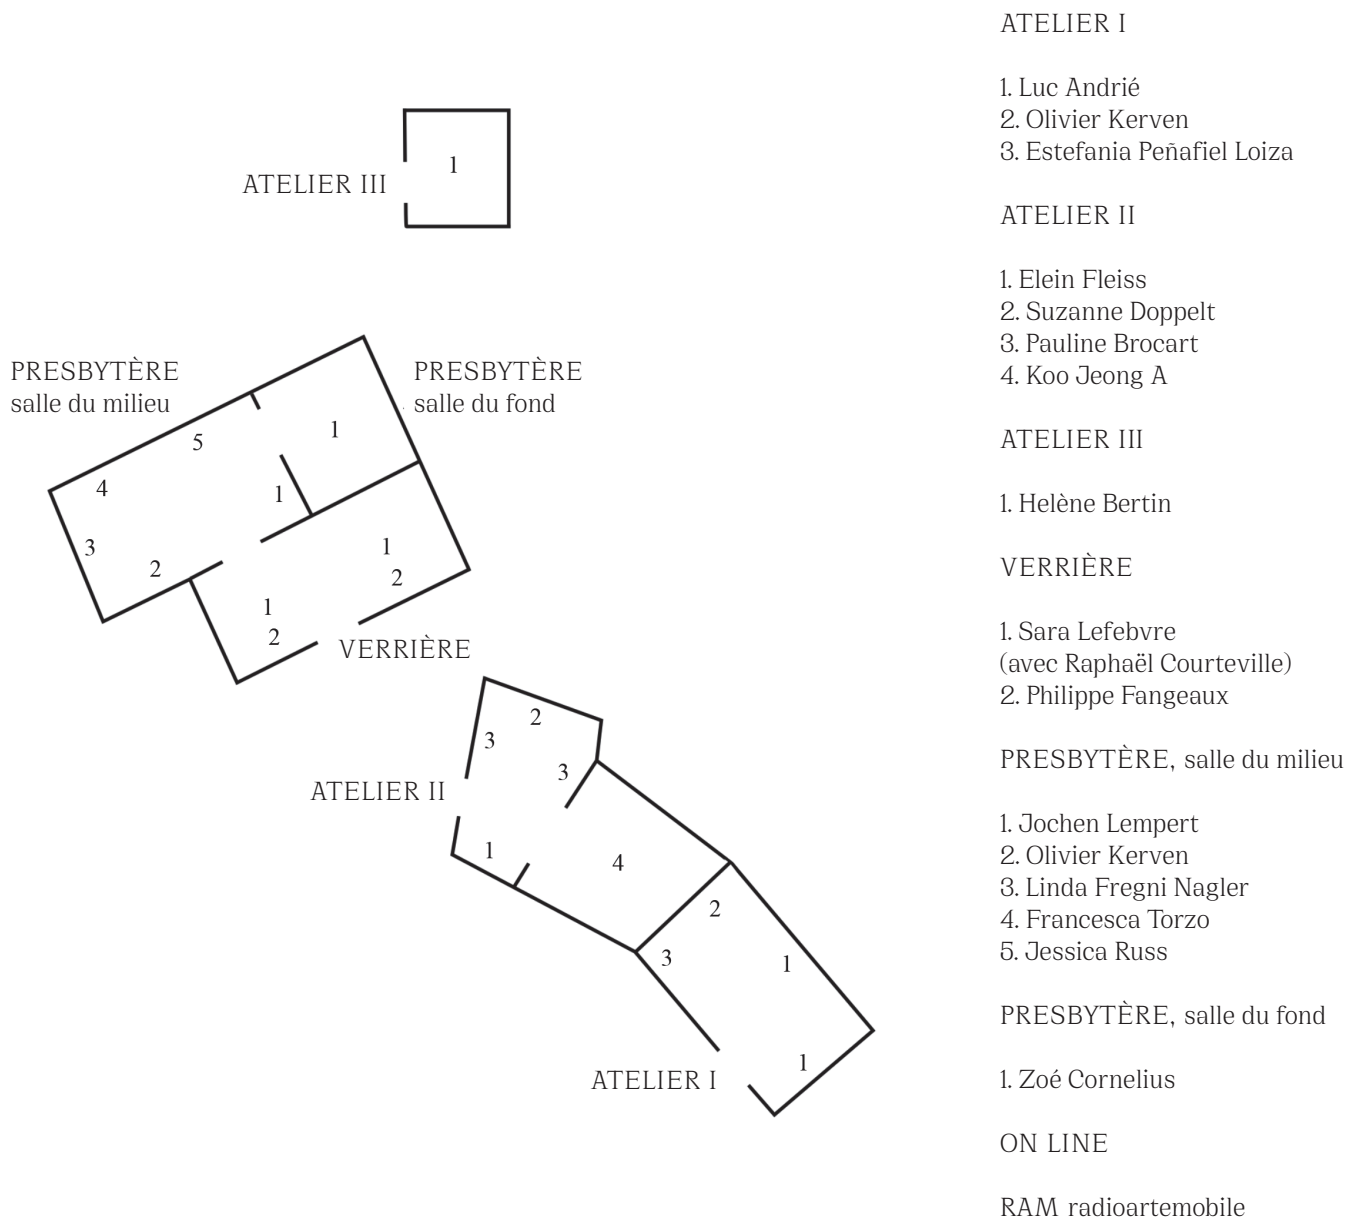 ATELIER III
1
PRESBYTÈRE
salle du milieu
PRESBYTÈRE
salle du fond
5
1
4
1
3
2
1
2
1
2
VERRIÈRE
2
3
3
ATELIER II
1
4
2
3
1
ATELIER I
1
ATELIER I
1. Luc Andrié
2. Olivier Kerven
3. Estefania Peñafiel Loiza
ATELIER II
1. Elein Fleiss
2. Suzanne Doppelt
3. Pauline Brocart
4. Koo Jeong A
ATELIER III
1. Helène Bertin
VERRIÈRE
1. Sara Lefebvre
(avec Raphaël Courteville)
2. Philippe Fangeaux
PRESBYTÈRE, salle du milieu
1. Jochen Lempert
2. Olivier Kerven
3. Linda Fregni Nagler
4. Francesca Torzo
5. Jessica Russ
PRESBYTÈRE, salle du fond
1. Zoé Cornelius
ON LINE
RAM radioartemobile